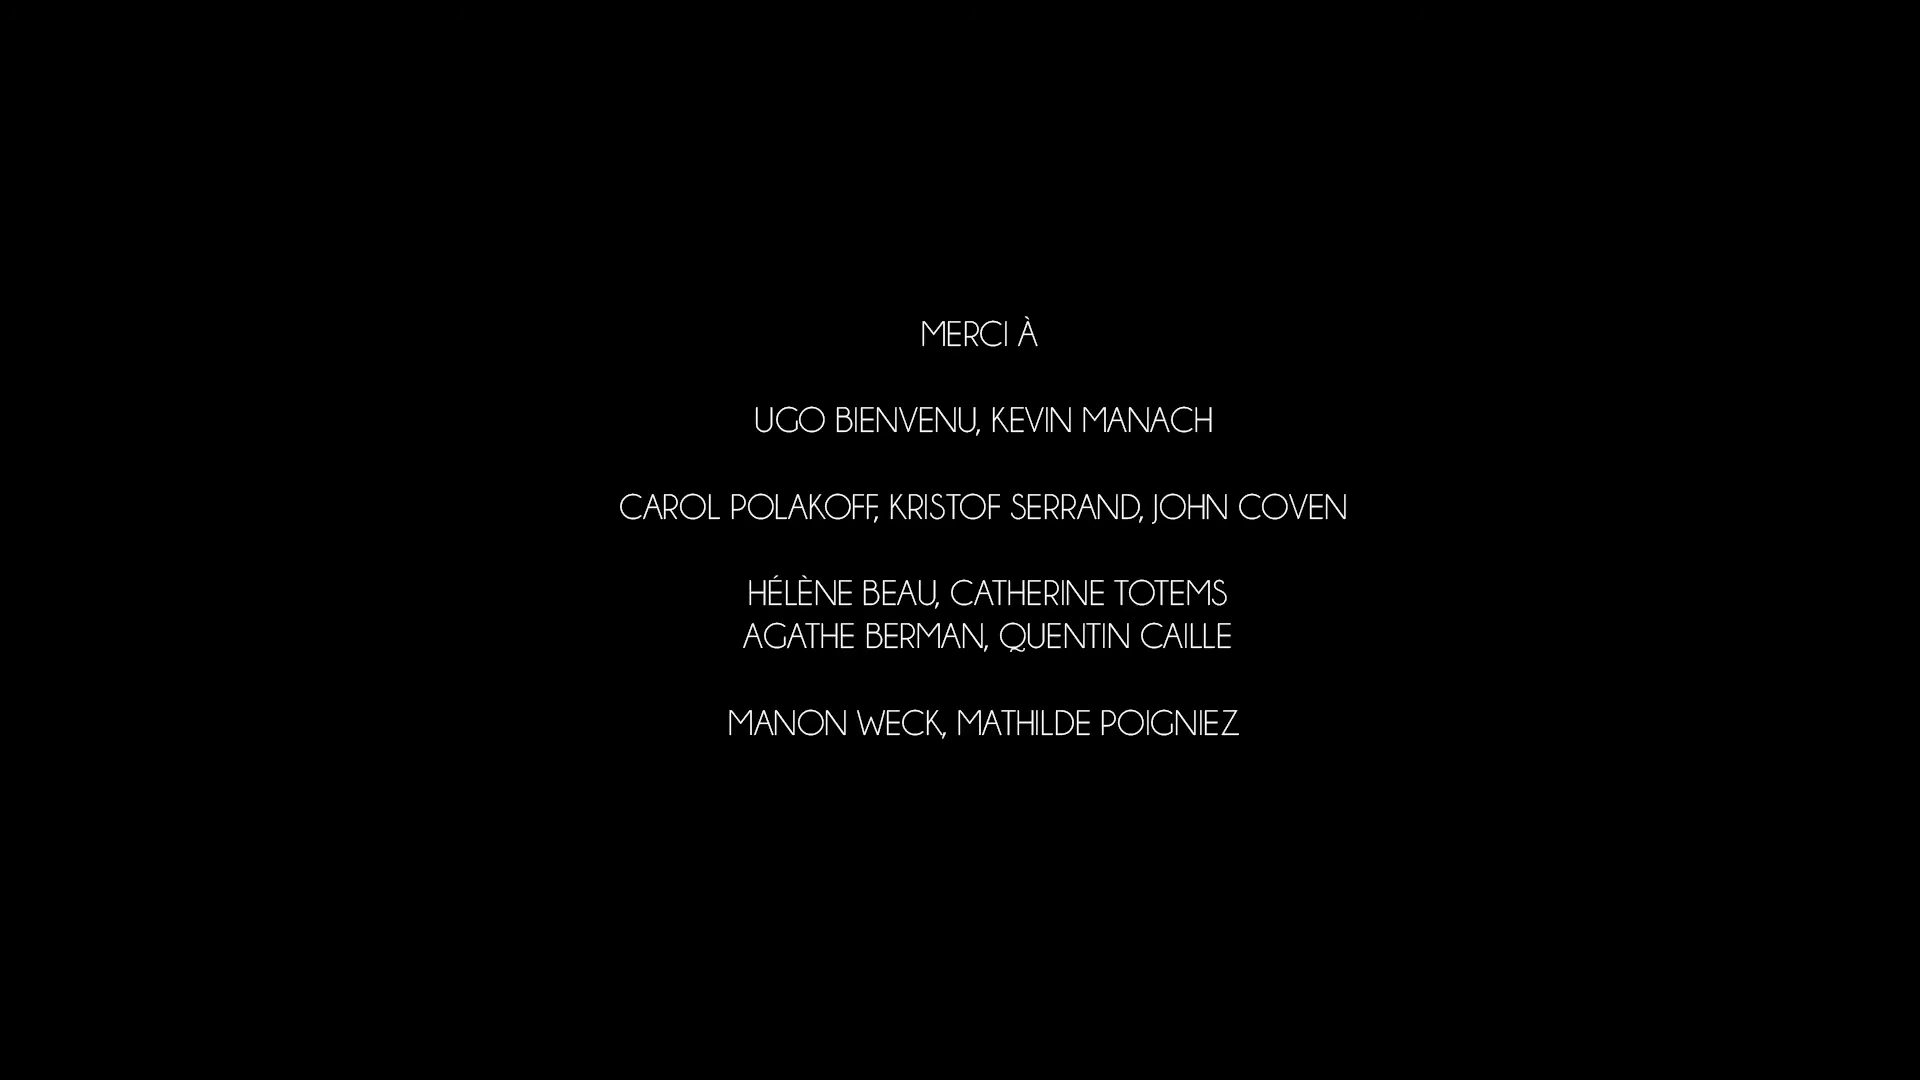 MERCI À
UGO BIENVENU, KEVIN MANACH
CAROL POLAKOFF, KRISTOF SERRAND, JOHN COVEN
HÉLÈNE BEAU, CATHERINE TOTEMS
AGATHE BERMAN, QUENTIN CAILLE
MANON WECK, MATHILDE POIGNIEZ